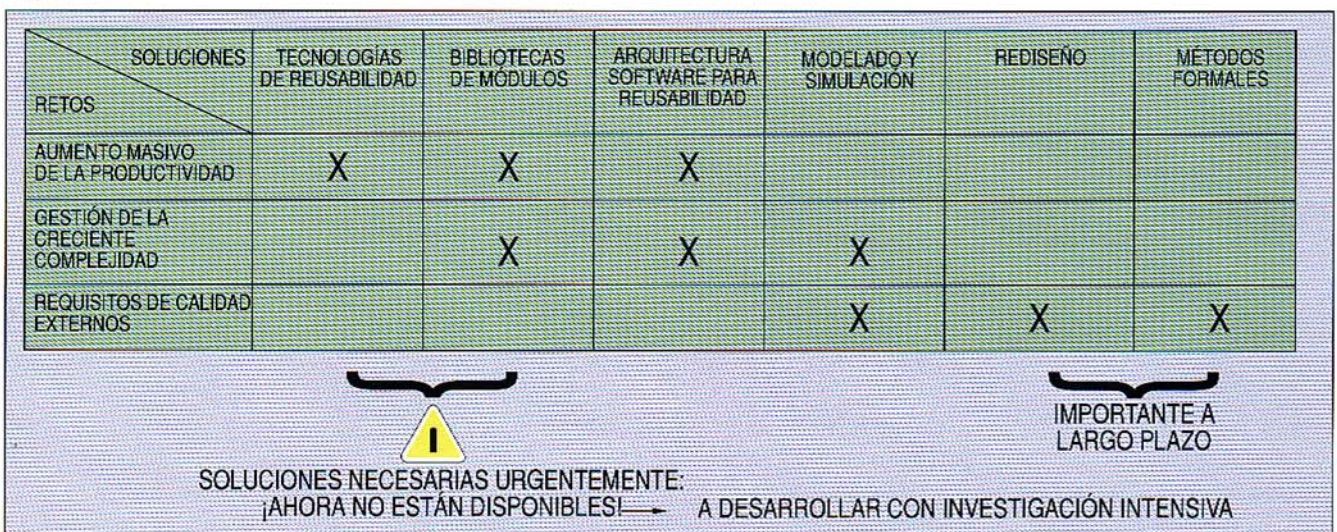 SOLUCIONES
RETOS
TECNOLOGÍAS
DE REUSABILIDAD
BIBLIOTECAS
DE MÓDULOS
ARQUITECTURA
SOFTWARE PARA
REUSABILIDAD
MODELADO Y
SIMULACIÓN
REDISEÑO
MÉTODOS
FORMALES
AUMENTO MASIVO
DE LA PRODUCTIVIDAD
X X X
GESTIÓN DE LA
CRECIENTE
COMPLEJIDAD
X X X
REQUISITOS DE CALIDAD
EXTERNOS
X X X
I
SOLUCIONES NECESARIAS URGENTEMENTE:
¡AHORA NO ESTÁN DISPONIBLES!→ A DESARROLLAR CON INVESTIGACIÓN INTENSIVA
IMPORTANTE A
LARGO PLAZO